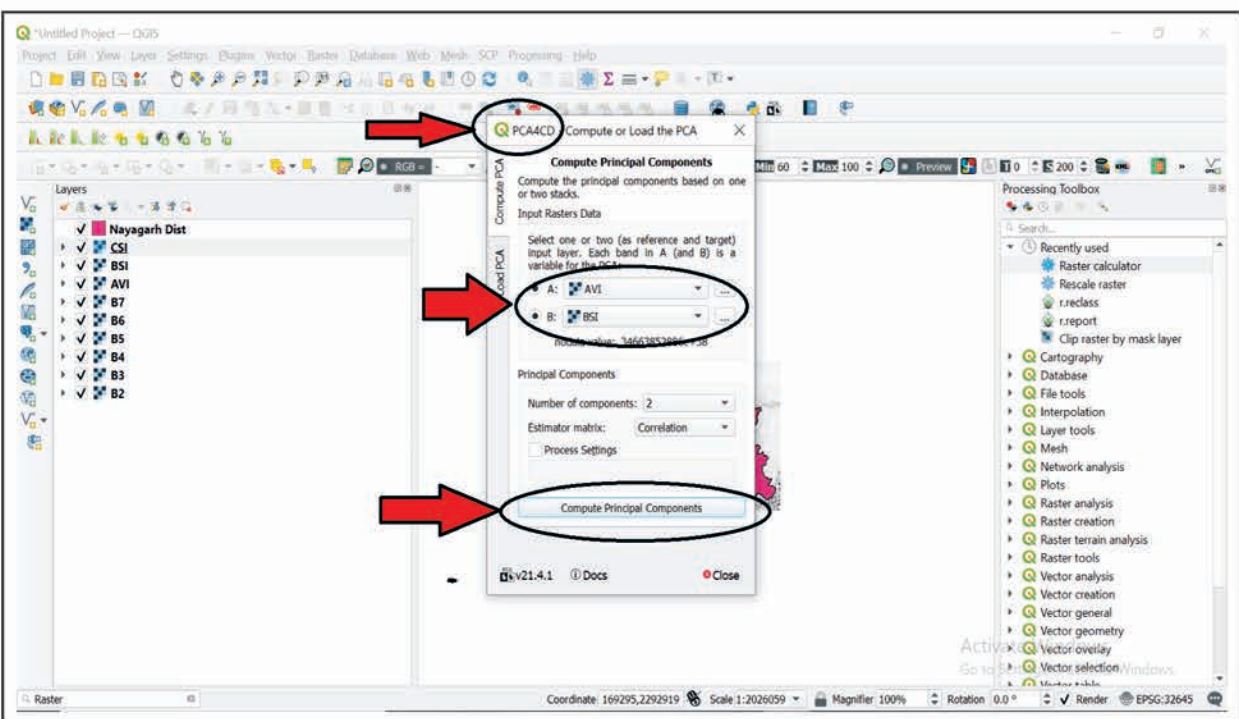 *Untitled Project — QGIS
Project Edit View Layer Settings Plugins Vector Raster Database Web Mesh SCP Processing Help
RGB = -
Min 60 Max 100 Preview T 0 S 200
Layers
Nayagarh Dist
CSI
BSI
AVI
B7
B6
B5
B4
B3
B2
PCA4CD Compute or Load the PCA
Compute PCA
Load PCA
Compute Principal Components
Compute the principal components based on one
or two stacks.
Input Rasters Data
Select one or two (as reference and target)
input layer. Each band in A (and B) is a
variable for the PCA.
A: AVI ...
B: BSI ...
nodata value:
Principal Components
Number of components: 2
Estimator matrix: Correlation
Process Settings
Compute Principal Components
v21.4.1 Docs Close
Processing Toolbox
Search...
Recently used
Raster calculator
Rescale raster
r.reclass
r.report
Clip raster by mask layer
Cartography
Database
File tools
Interpolation
Layer tools
Mesh
Network analysis
Plots
Raster analysis
Raster creation
Raster terrain analysis
Raster tools
Vector analysis
Vector creation
Vector general
Vector geometry
Vector overlay
Vector selection
Vector table
Raster
Coordinate 169295,2292919 Scale 1:2026059 Magnifier 100% Rotation 0.0 ° Render EPSG:32645